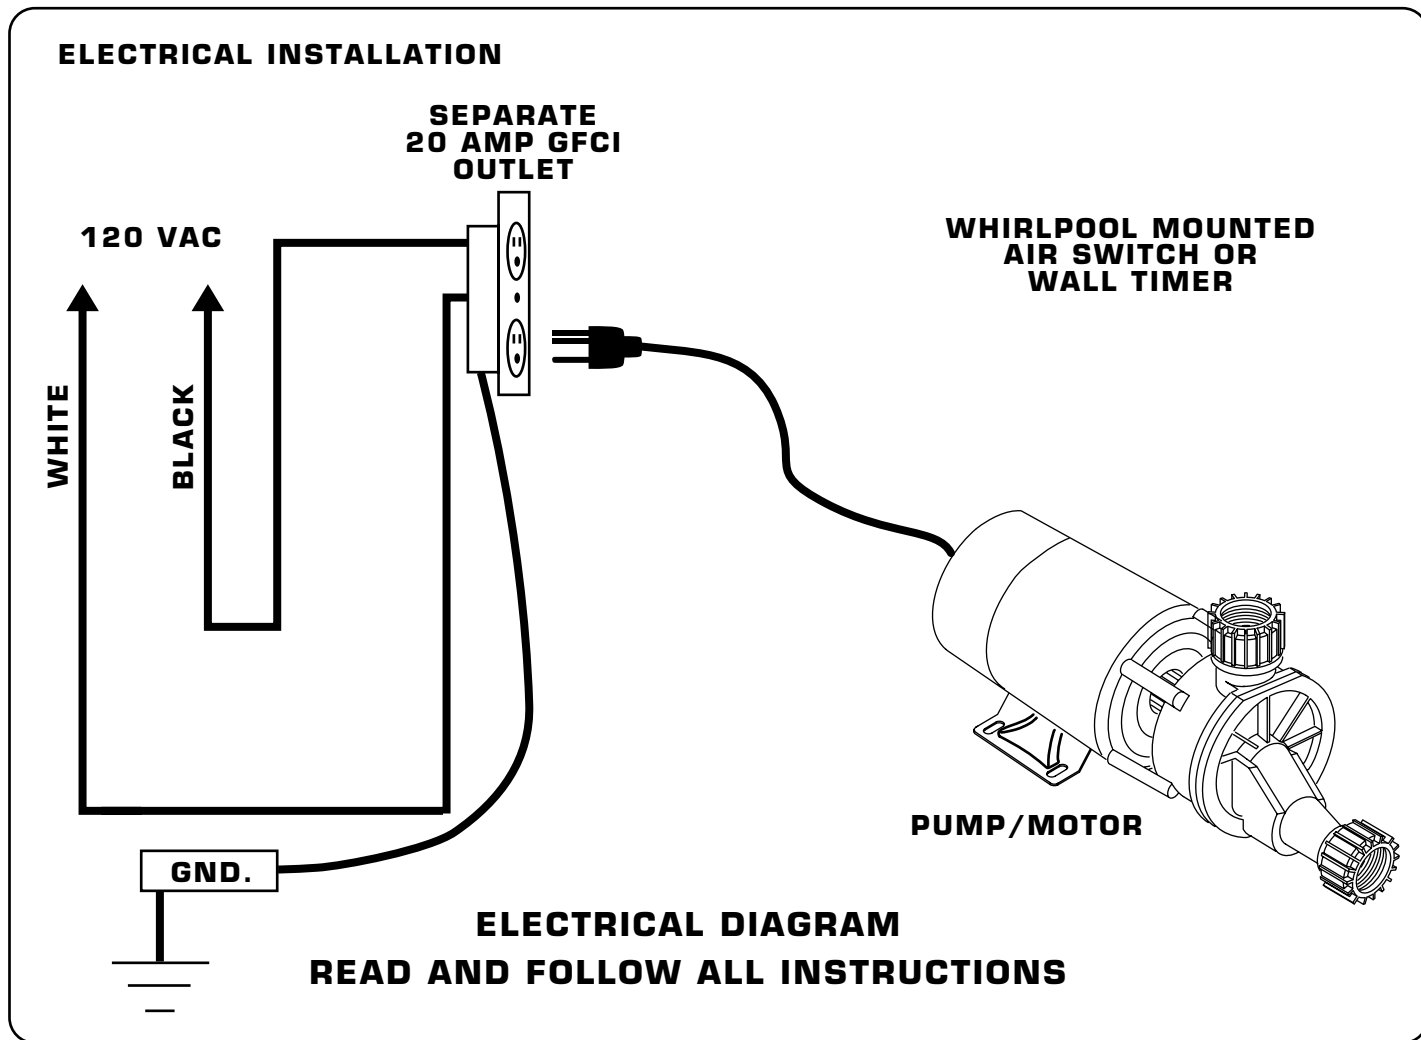 ELECTRICAL INSTALLATION
SEPARATE
20 AMP GFCI
OUTLET
120 VAC
WHIRLPOOL MOUNTED
AIR SWITCH OR
WALL TIMER
WHITE
BLACK
PUMP/MOTOR
GND.
ELECTRICAL DIAGRAM
READ AND FOLLOW ALL INSTRUCTIONS